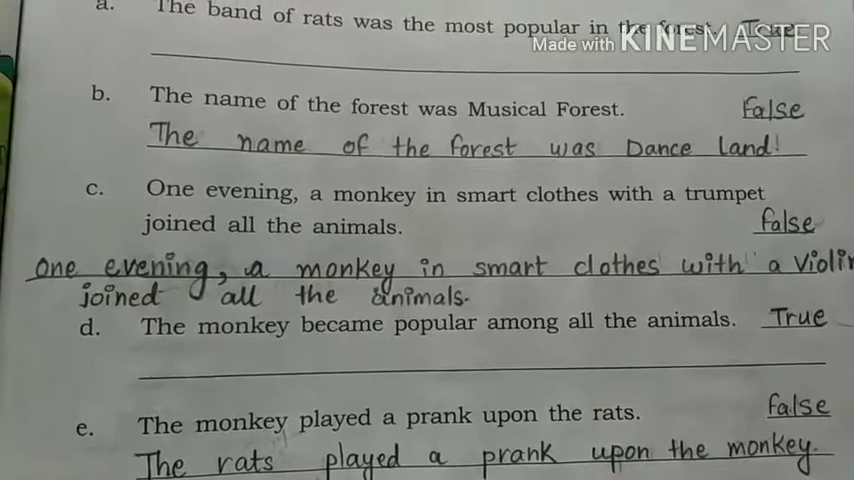 a. The band of rats was the most popular in the forest. True
Made with KINEMASTER
b. The name of the forest was Musical Forest. False
The name of the forest was Dance land!
c. One evening, a monkey in smart clothes with a trumpet
joined all the animals. false
One evening, a monkey in smart clothes with a violin
joined all the animals.
d. The monkey became popular among all the animals. True
e. The monkey played a prank upon the rats. false
The rats played a prank upon the monkey.